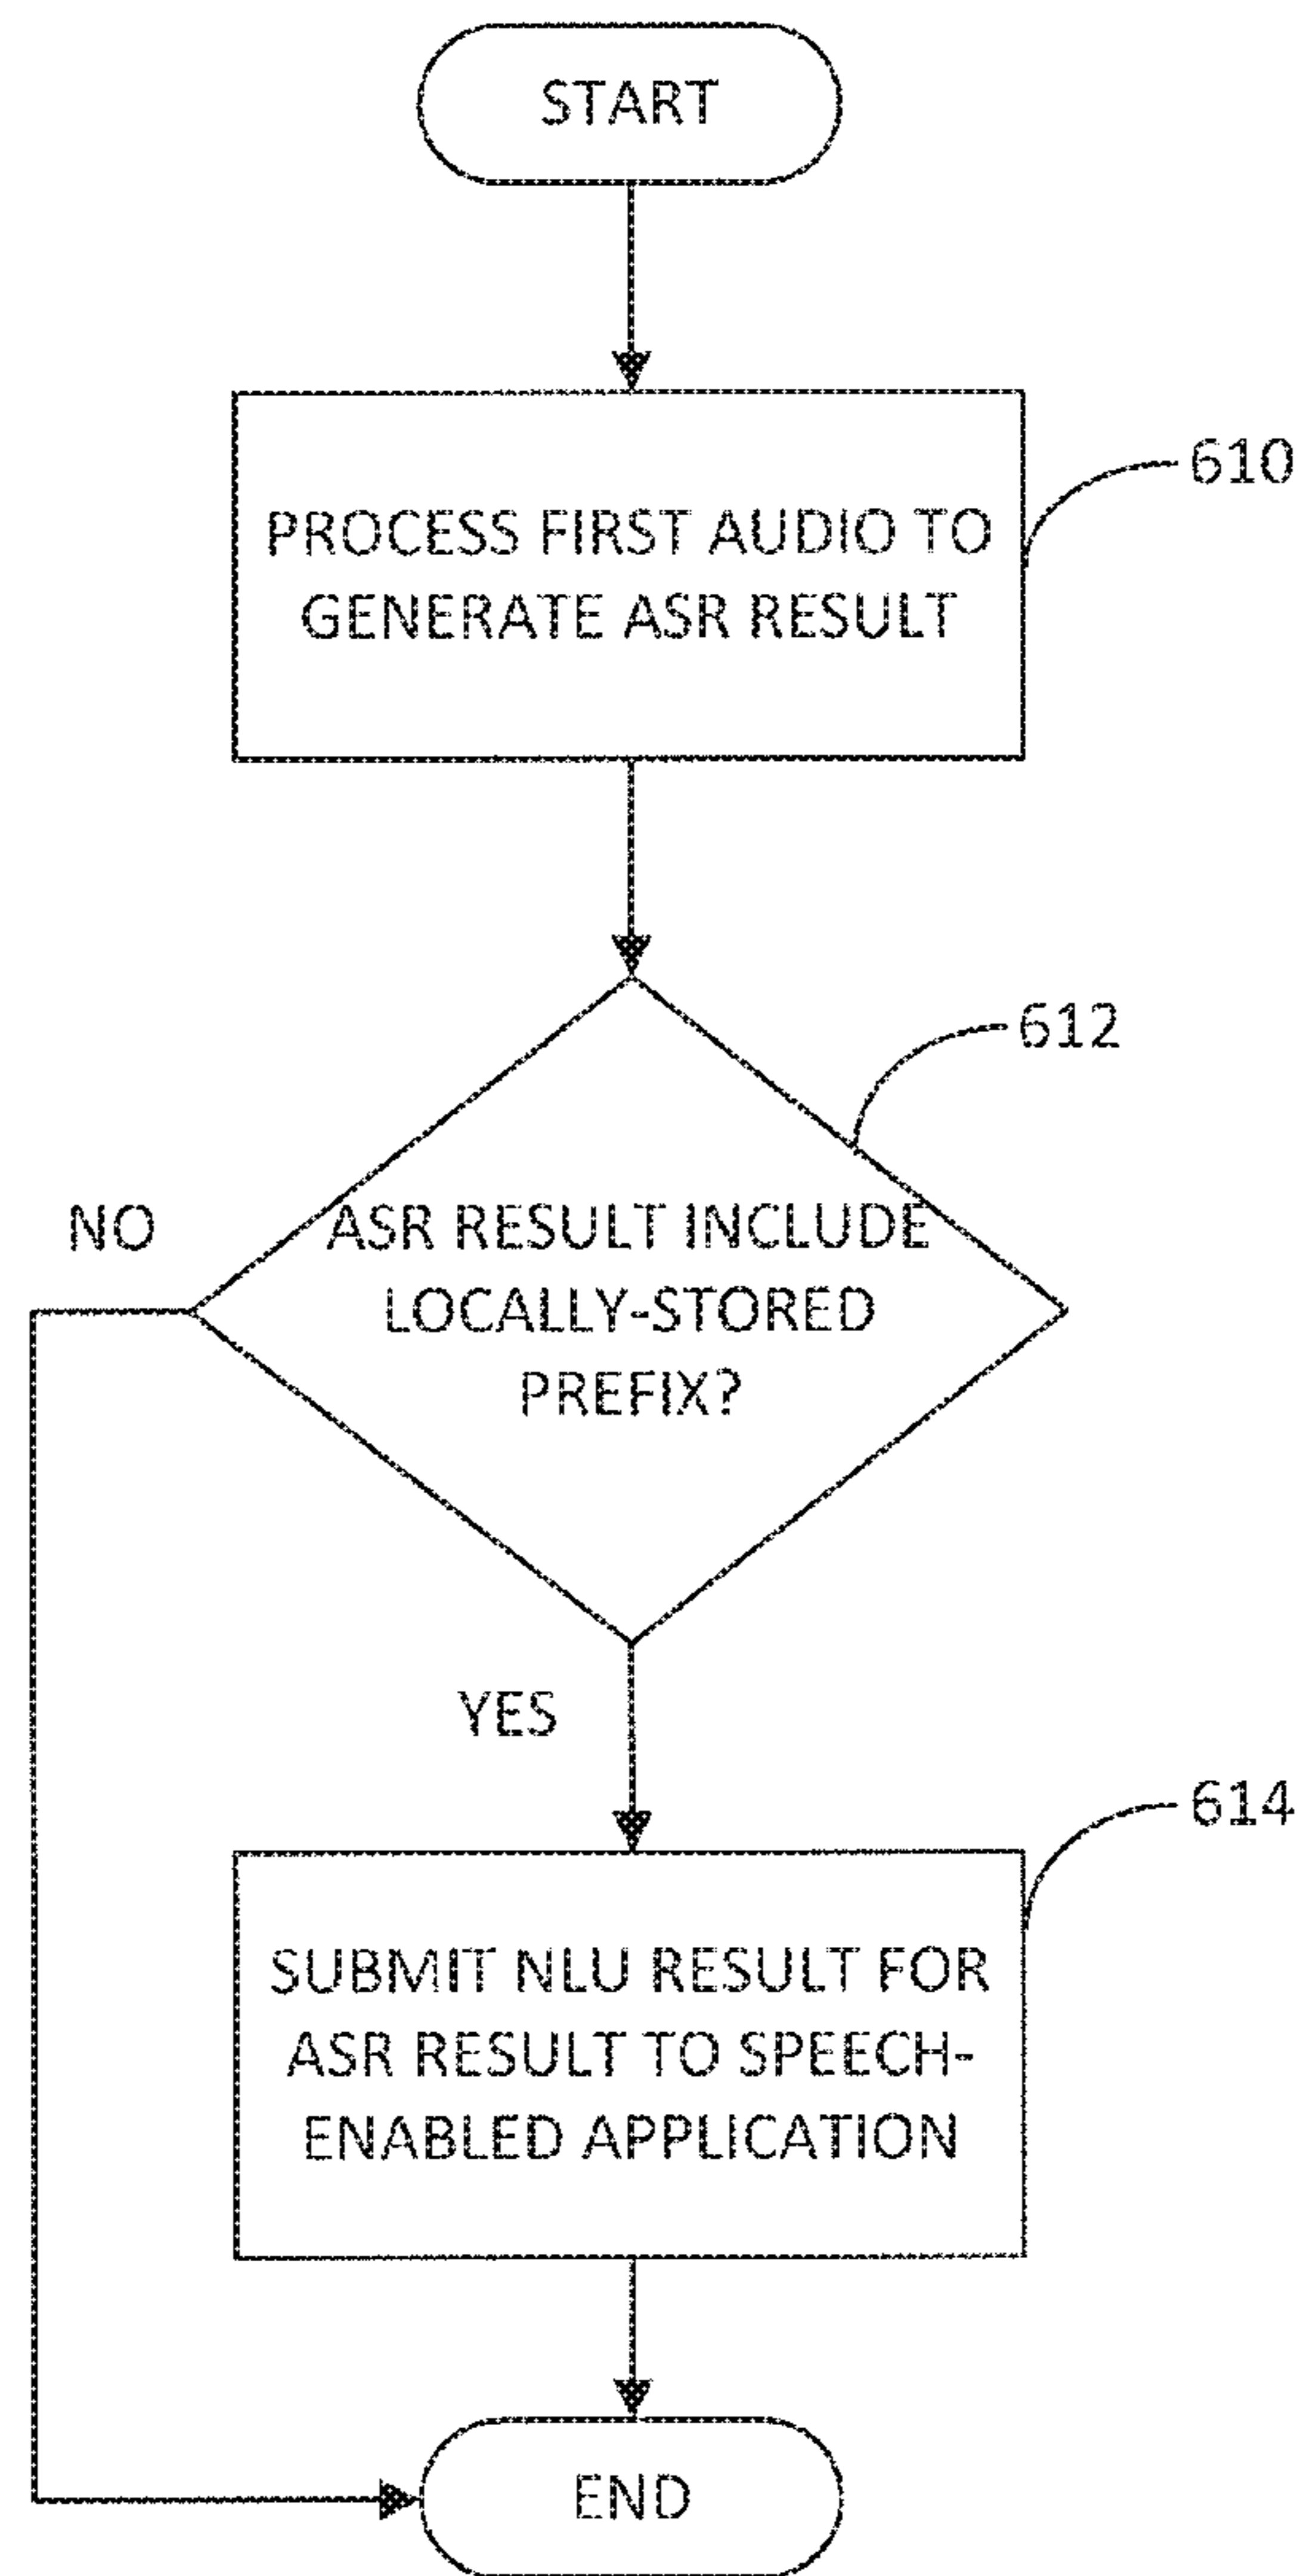 START
610
PROCESS FIRST AUDIO TO
GENERATE ASR RESULT
612
NO
ASR RESULT INCLUDE
LOCALLY-STORED
PREFIX?
YES
614
SUBMIT NLU RESULT FOR
ASR RESULT TO SPEECH-
ENABLED APPLICATION
END